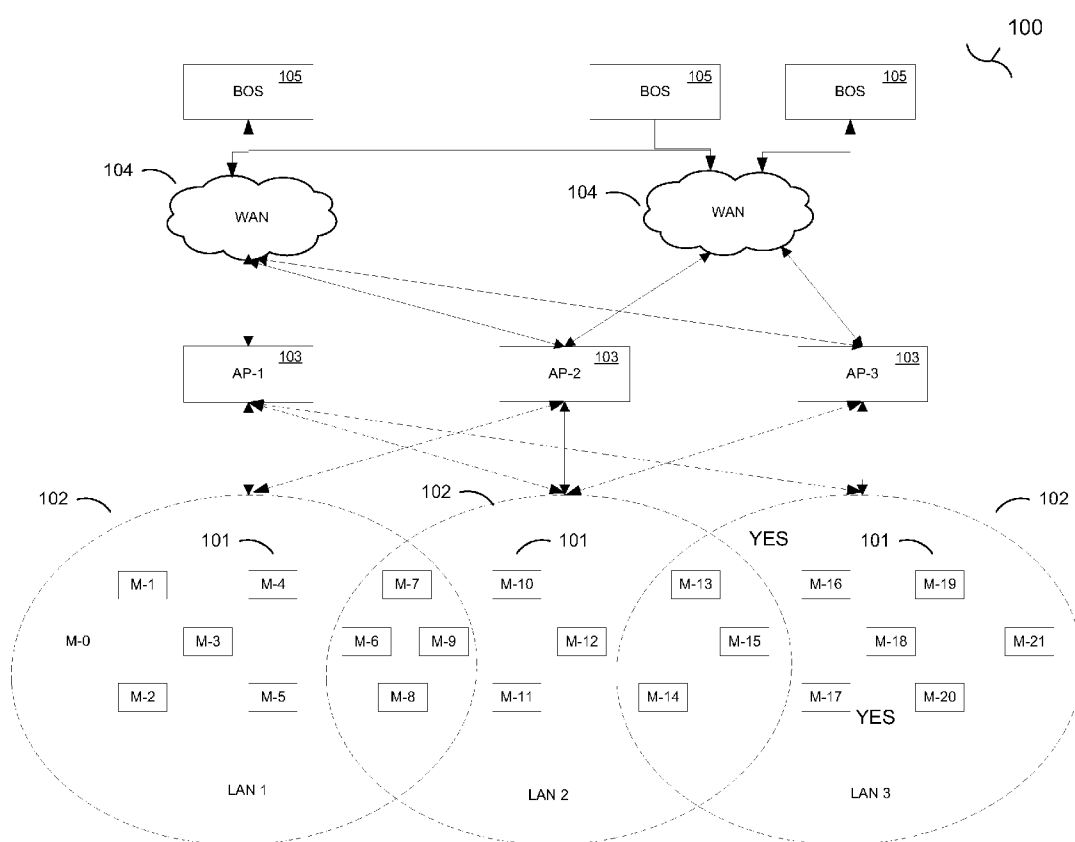 100
105 105 105
BOS BOS BOS
104 104
WAN WAN
103 103 103
AP-1 AP-2 AP-3
102 102 102
101 101 YES 101
M-1 M-4 M-7 M-10 M-13 M-16 M-19
M-0 M-3 M-6 M-9 M-12 M-15 M-18 M-21
M-2 M-5 M-8 M-11 M-14 M-17 M-20
YES
LAN 1 LAN 2 LAN 3